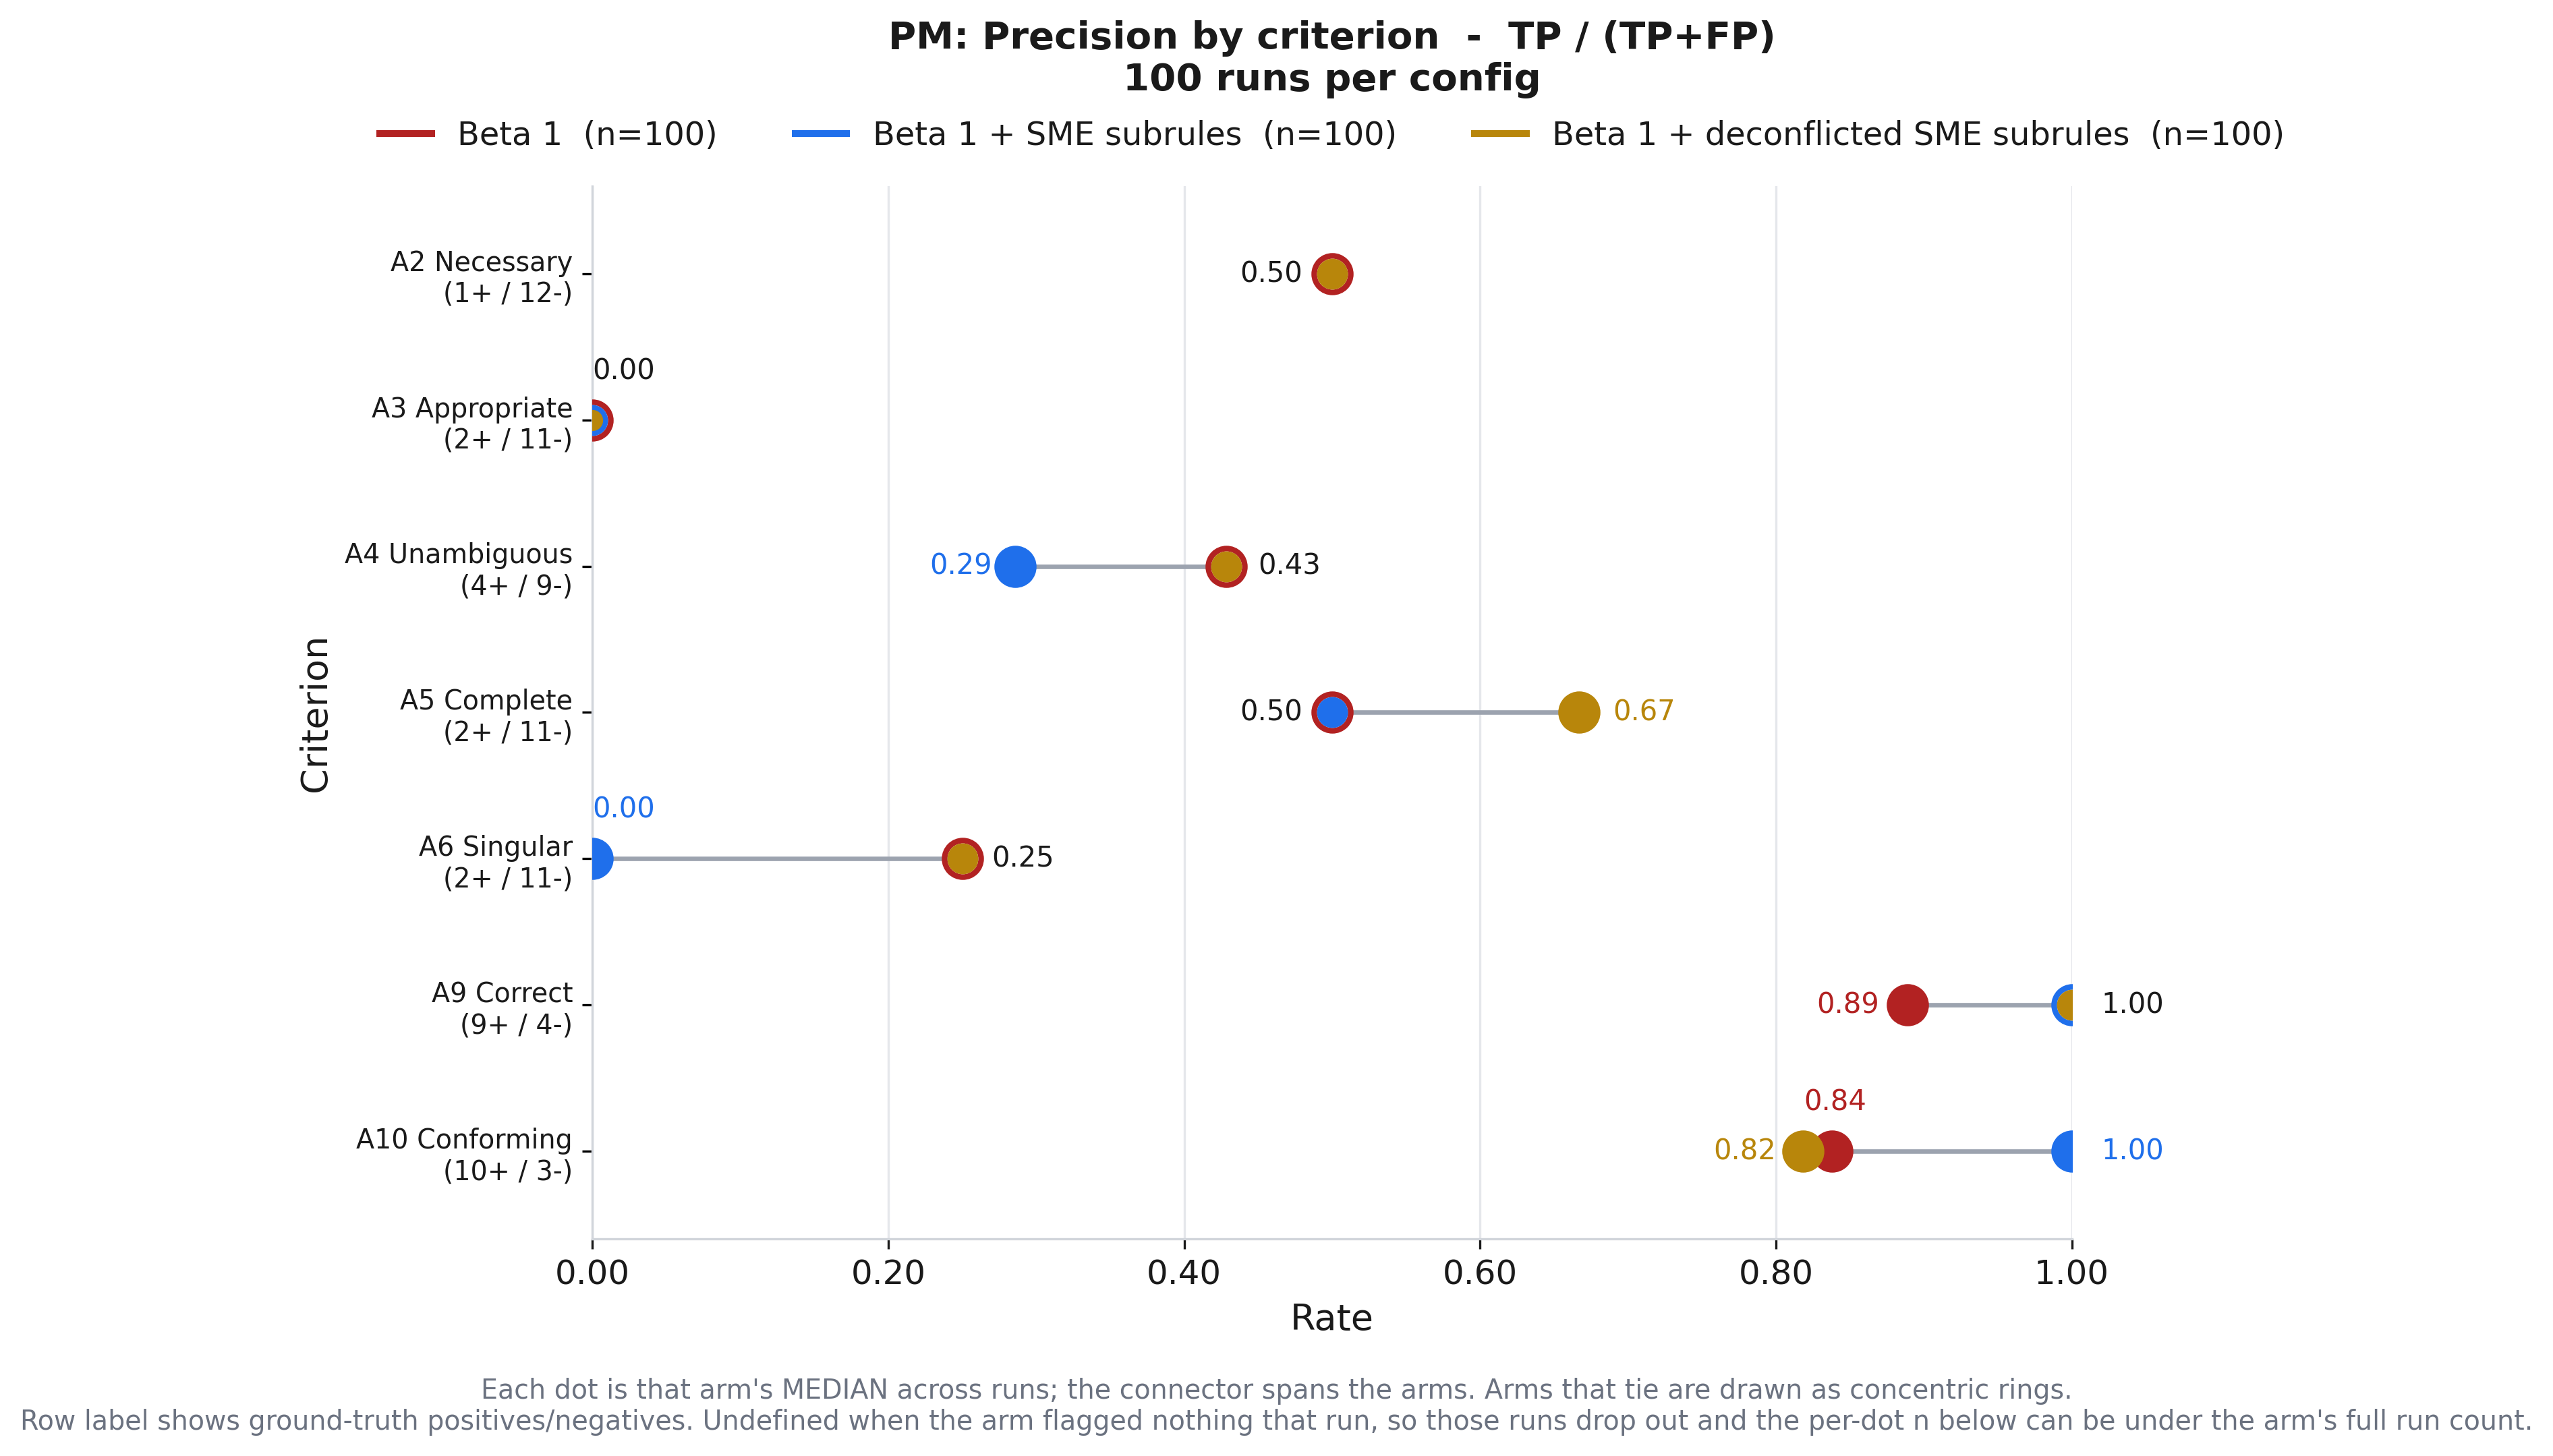 PM: Precision by criterion - TP / (TP+FP)
100 runs per config
Beta 1 (n=100)
Beta 1 + SME subrules (n=100)
Beta 1 + deconflicted SME subrules (n=100)
A2 Necessary
(1+ / 12-)
0.50
0.00
A3 Appropriate
(2+ / 11-)
A4 Unambiguous
(4+ / 9-)
0.29
0.43
A5 Complete
(2+ / 11-)
0.50
0.67
Criterion
0.00
A6 Singular
(2+ / 11-)
0.25
A9 Correct
(9+ / 4-)
0.89
1.00
0.84
A10 Conforming
(10+ / 3-)
0.82
1.00
0.00
0.20
0.40
0.60
0.80
1.00
Rate
Each dot is that arm's MEDIAN across runs; the connector spans the arms. Arms that tie are drawn as concentric rings.
Row label shows ground-truth positives/negatives. Undefined when the arm flagged nothing that run, so those runs drop out and the per-dot n below can be under the arm's full run count.